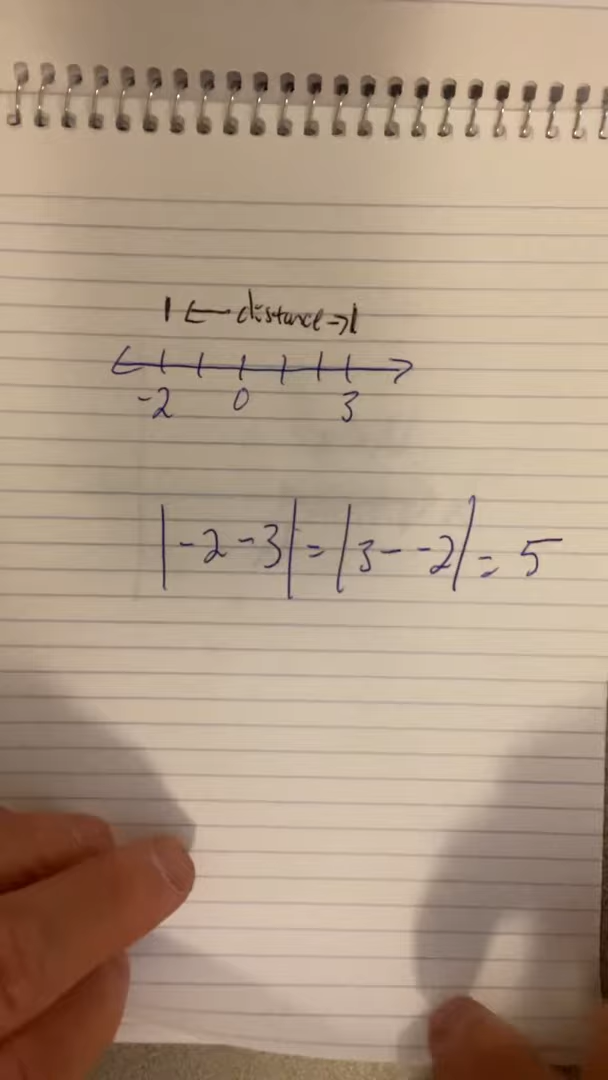 |← distance →|
-2 0 3
|-2-3| = |3--2| = 5